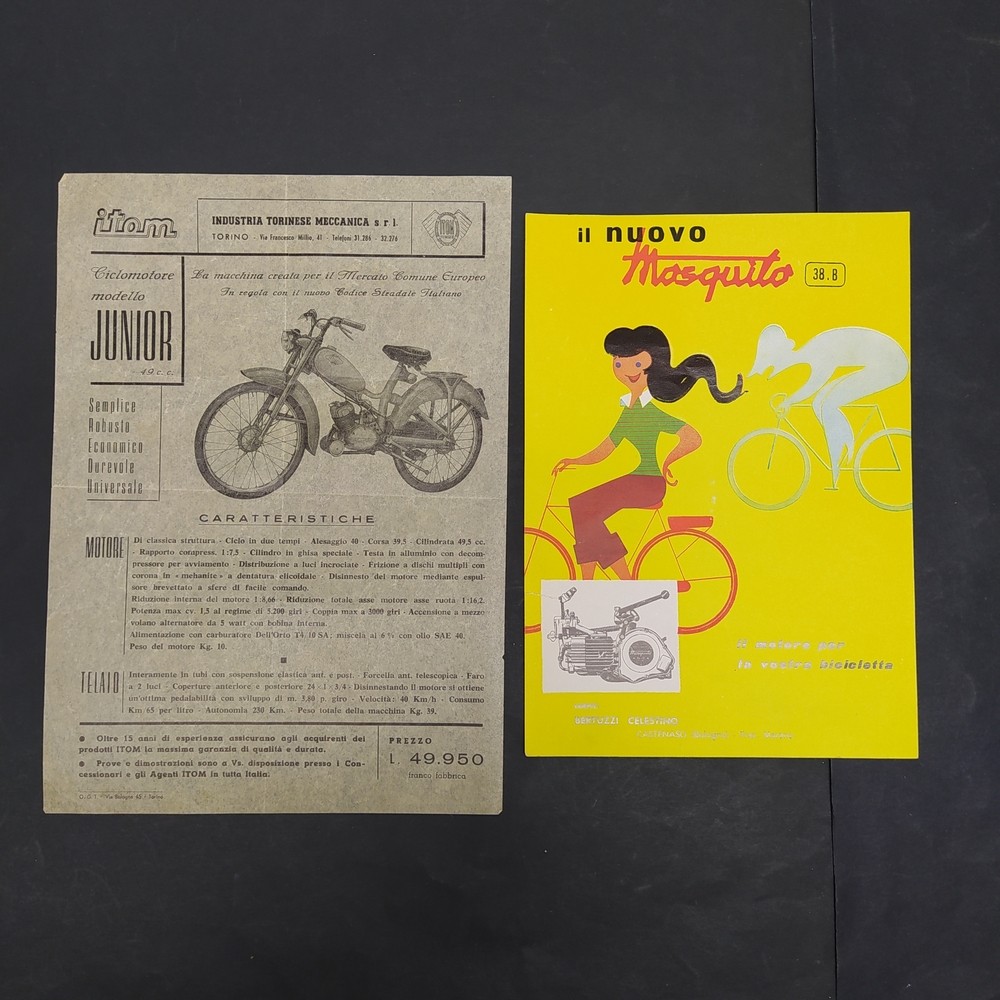 itom
INDUSTRIA TORINESE MECCANICA s. r. l.
TORINO - Via Francesco Millio, 41 - Telefoni 31.286 - 32.276
ITOM
Ciclomotore
modello
JUNIOR
49 c. c.
La macchina creata per il Mercato Comune Europeo
In regola con il nuovo Codice Stradale Italiano
Semplice
Robusto
Economico
Durevole
Universale
CARATTERISTICHE
MOTORE
Di classica struttura - Ciclo in due tempi - Alesaggio 40 - Corsa 39,5 - Cilindrata 49,5 cc.
- Rapporto compress. 1:7,5 - Cilindro in ghisa speciale - Testa in alluminio con decom-
pressore per avviamento - Distribuzione a luci incrociate - Frizione a dischi multipli con
corona in « mehanite » a dentatura elicoidale - Disinnesto del motore mediante espul-
sore brevettato a sfere di facile comando.
Riduzione interna del motore 1:8,66 - Riduzione totale asse motore asse ruota 1:16,2.
Potenza max cv. 1,5 al regime di 5.200 giri - Coppia max a 3000 giri - Accensione a mezzo
volano alternatore da 5 watt con bobina interna.
Alimentazione con carburatore Dell'Orto T4. 10 SA; miscela al 6 % con olio SAE 40.
Peso del motore Kg. 10.
TELAIO
Interamente in tubi con sospensione elastica ant. e post. - Forcella ant. telescopica - Faro
a 2 luci - Coperture anteriore e posteriore 24 · 1 · 3/4 - Disinnestando il motore si ottiene
un'ottima pedalabilità con sviluppo di m. 5,80 p. giro - Velocità: 40 Km/h - Consumo
Km 65 per litro - Autonomia 230 Km. - Peso totale della macchina Kg. 39.
● Oltre 15 anni di esperienza assicurano agli acquirenti dei
prodotti ITOM la massima garanzia di qualità e durata.
● Prove e dimostrazioni sono a Vs. disposizione presso i Con-
cessionari e gli Agenti ITOM in tutta Italia.
PREZZO
L. 49.950
franco fabbrica
Via Bologna
Torino
il nuovo
Mosquito
38.B
il motore per
la vostra bicicletta
BERTOZZI CELESTINO